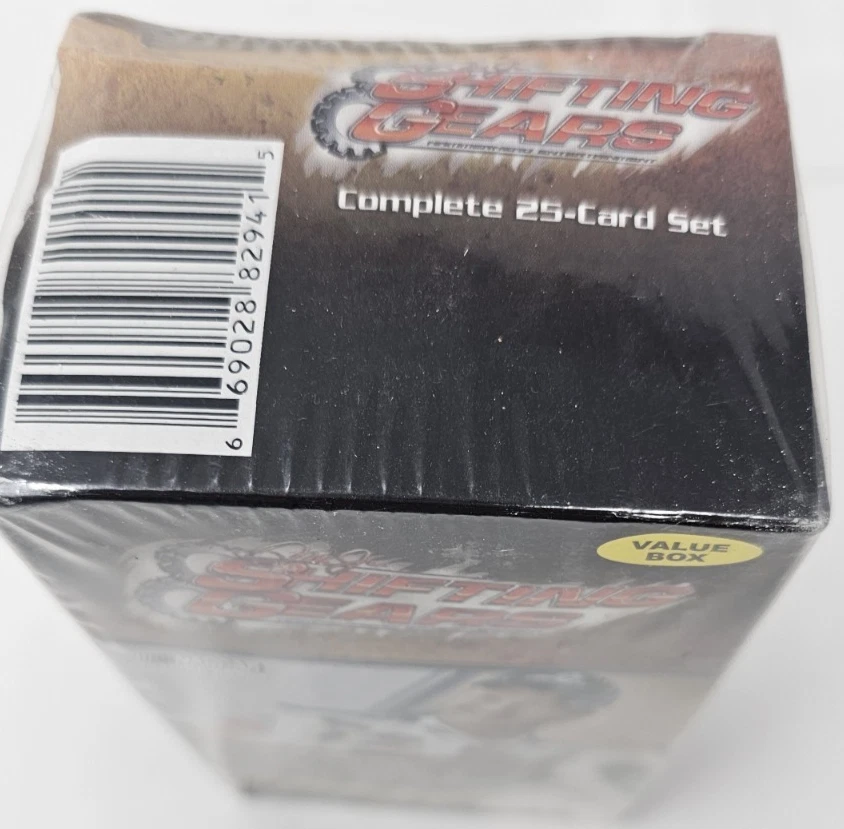 SHIFTING
GEARS
Complete 25-Card Set
6 69028 82941 5
VALUE
BOX
SHIFTING
GEARS